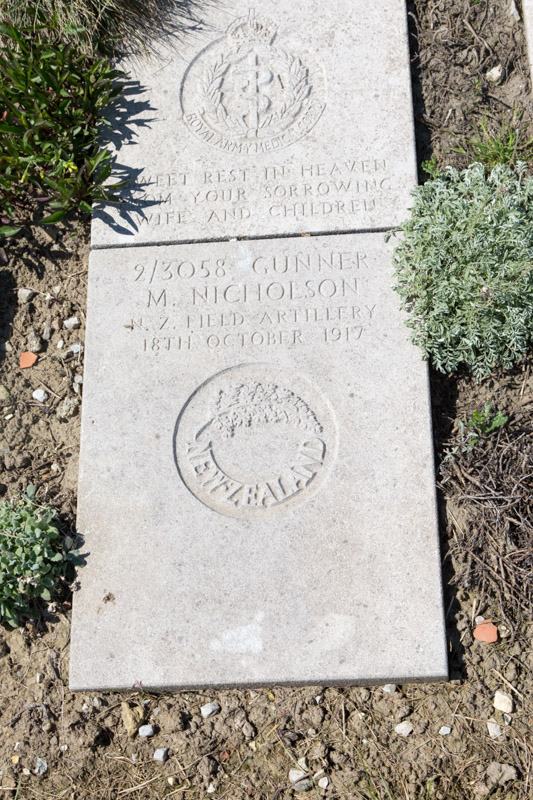 ROYAL ARMY MEDICAL CORPS
SWEET REST IN HEAVEN
FROM YOUR SORROWING
WIFE AND CHILDREN
2/3058 GUNNER
M. NICHOLSON
N. Z. FIELD ARTILLERY
18TH OCTOBER 1917
NEW-ZEALAND